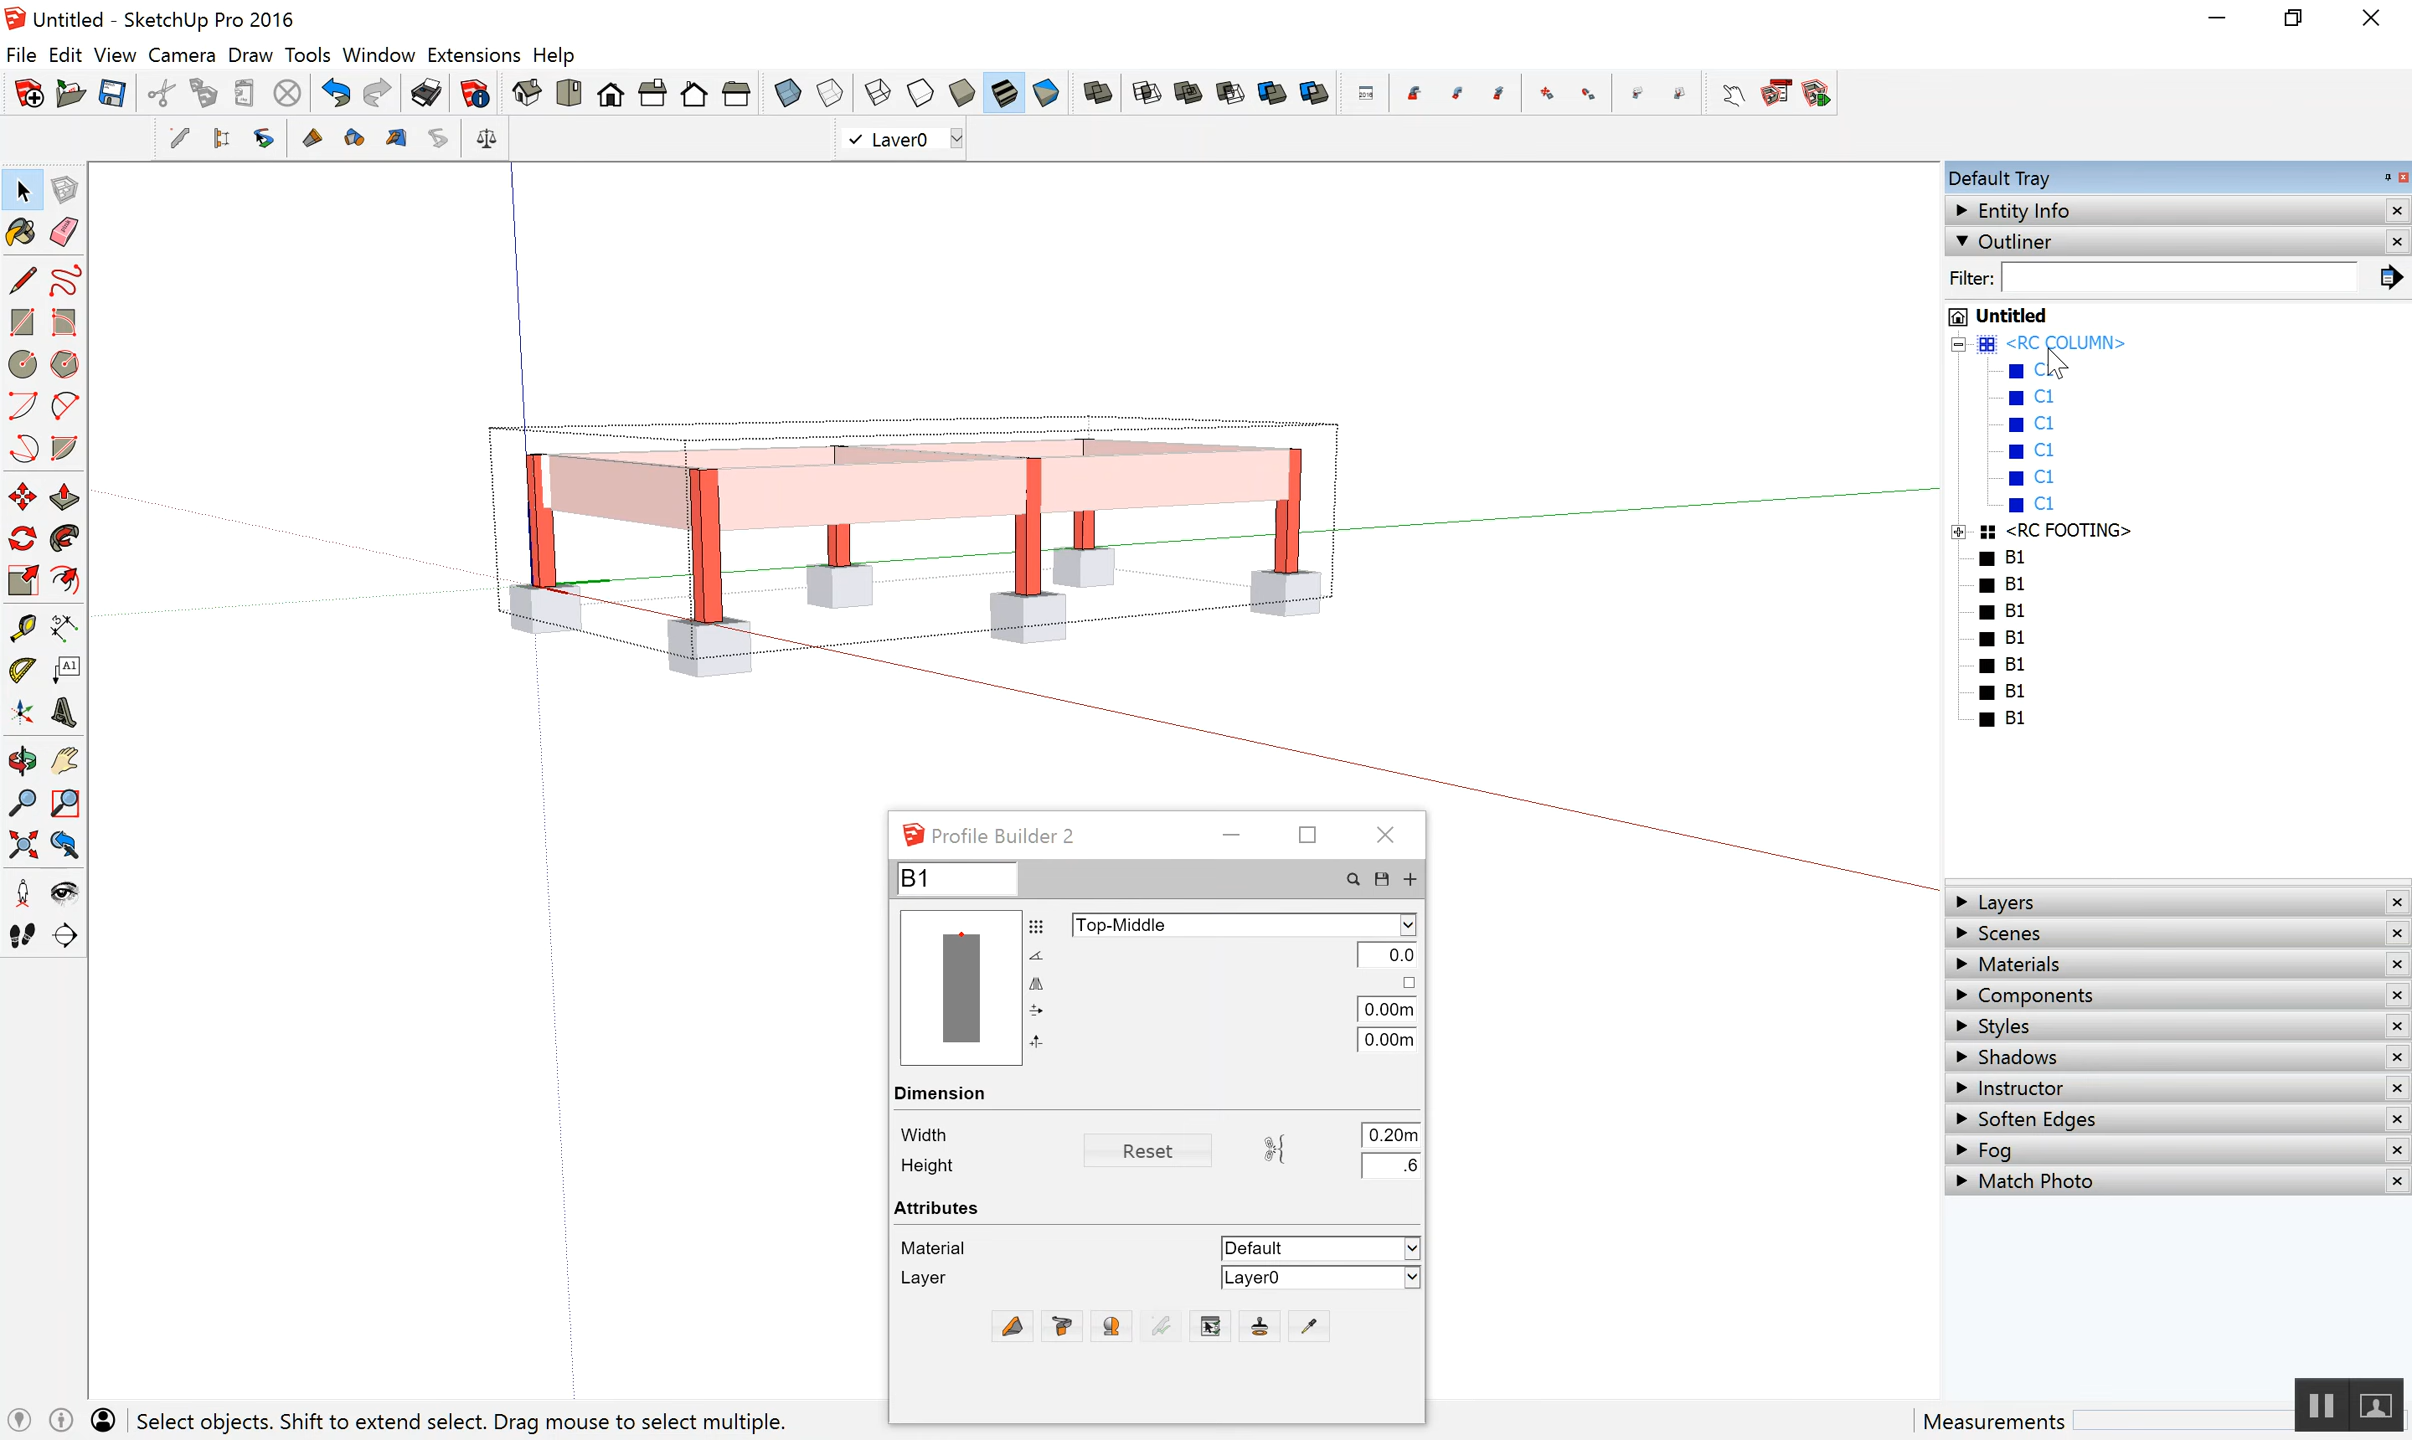 Untitled - SketchUp Pro 2016
File Edit View Camera Draw Tools Window Extensions Help
Layer0
Default Tray
Entity Info
Outliner
Filter:
Untitled
<RC COLUMN>
C1
C1
C1
C1
C1
<RC FOOTING>
B1
B1
B1
B1
B1
B1
B1
Profile Builder 2
B1
Top-Middle
0.0
0.00m
0.00m
Dimension
Width
Reset
0.20m
Height
.6
Attributes
Material
Default
Layer
Layer0
Layers
Scenes
Materials
Components
Styles
Shadows
Instructor
Soften Edges
Fog
Match Photo
Select objects. Shift to extend select. Drag mouse to select multiple.
Measurements